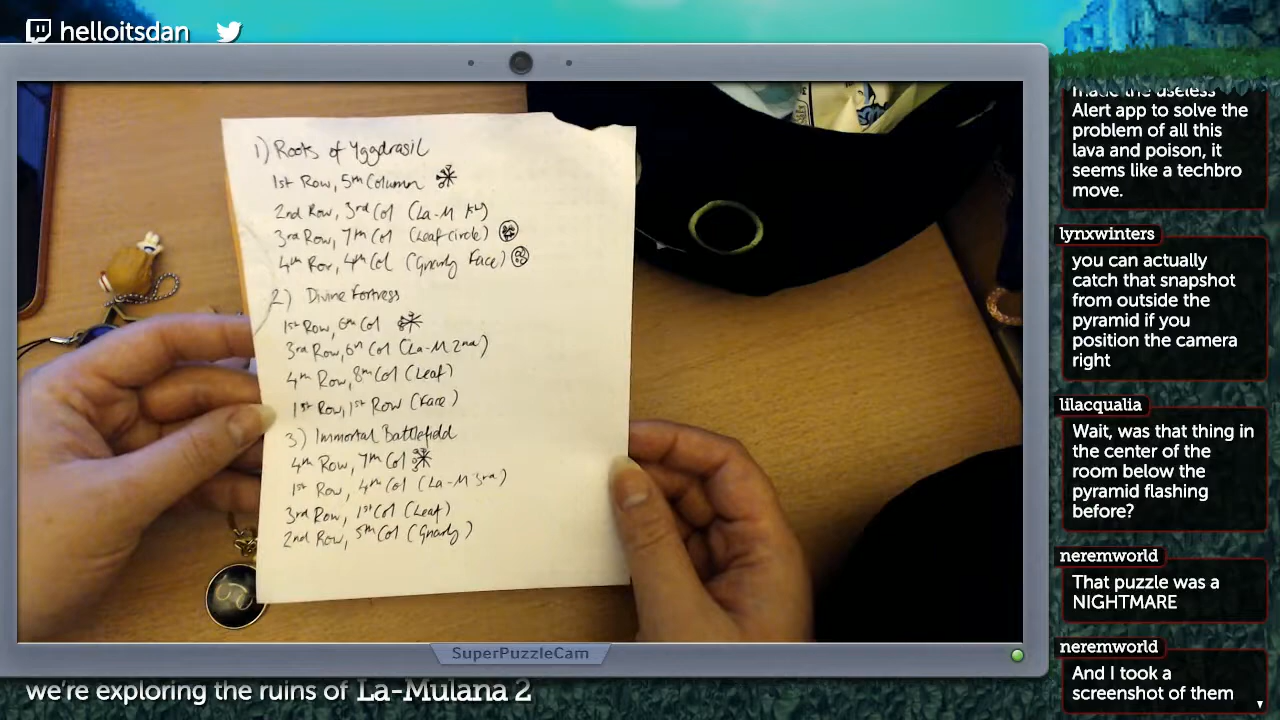 helloitsdan
1) Roots of Yggdrasil
1st Row, 5th Column
2nd Row, 3rd Col (La-M
3rd Row, 7th Col (Leaf circle)
4th Row, 4th Col (Gnarly Face)
2) Divine Fortress
1st Row, 6th Col
3rd Row, 6th Col (La-M 2nd)
4th Row, 8th Col (Leaf)
1st Row, 1st Row (Face)
3) Immortal Battlefield
4th Row, 7th Col
1st Row, 4th Col (La-M 3rd)
3rd Row, 1st Col (Leaf)
2nd Row, 5th Col (Gnarly)
SuperPuzzleCam
we're exploring the ruins of La-Mulana 2
made the useless
Alert app to solve the
problem of all this
lava and poison, it
seems like a techbro
move.
lynxwinters
you can actually
catch that snapshot
from outside the
pyramid if you
position the camera
right
lilacqualia
Wait, was that thing in
the center of the
room below the
pyramid flashing
before?
neremworld
That puzzle was a
NIGHTMARE
neremworld
And I took a
screenshot of them